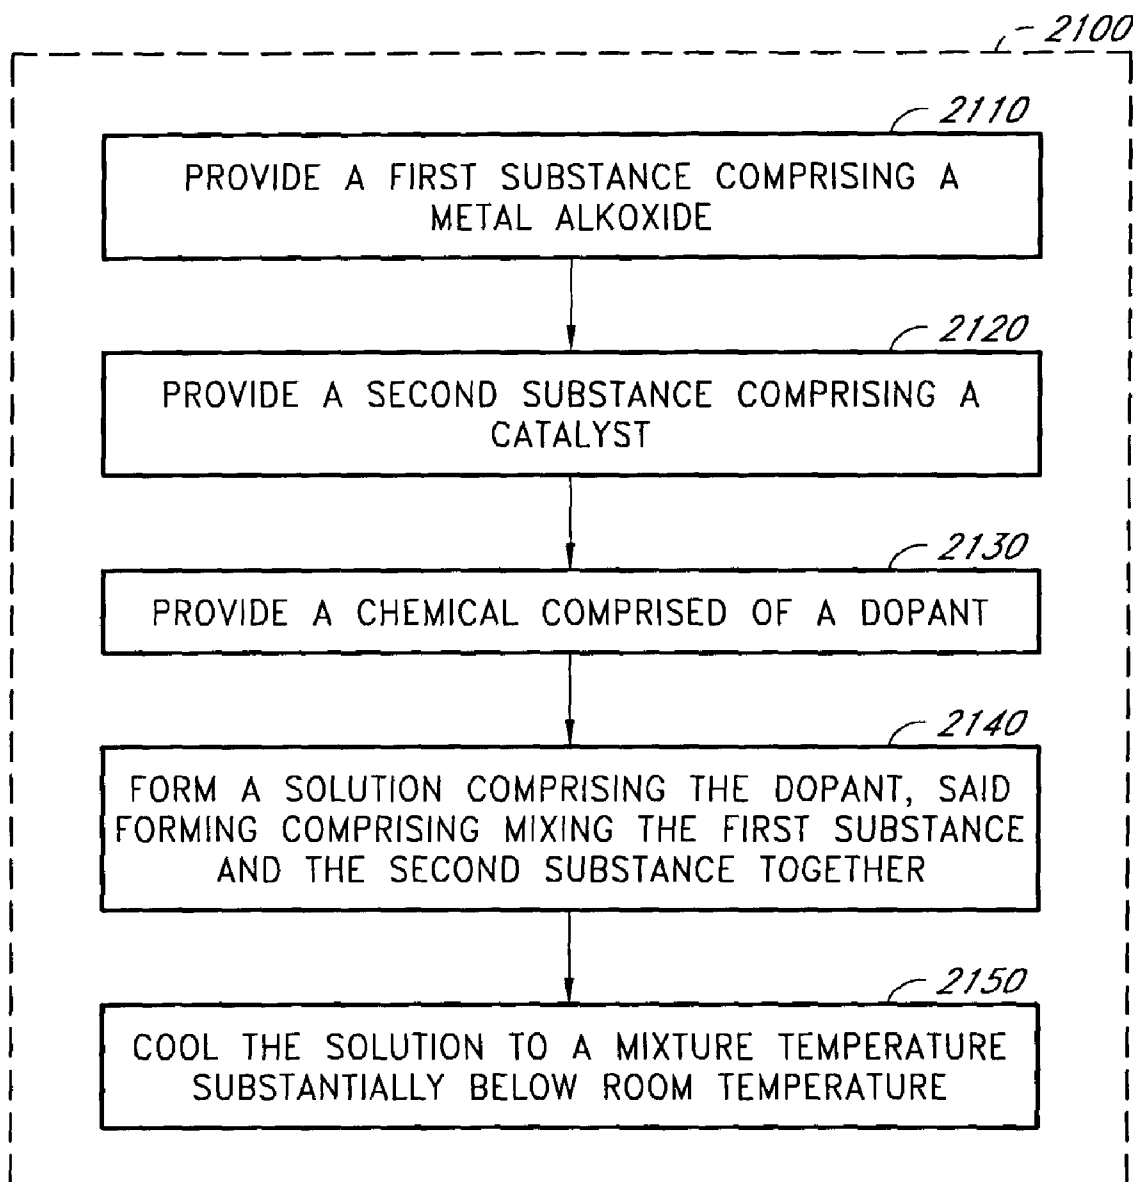 2100
2110
PROVIDE A FIRST SUBSTANCE COMPRISING A
METAL ALKOXIDE
2120
PROVIDE A SECOND SUBSTANCE COMPRISING A
CATALYST
2130
PROVIDE A CHEMICAL COMPRISED OF A DOPANT
2140
FORM A SOLUTION COMPRISING THE DOPANT, SAID
FORMING COMPRISING MIXING THE FIRST SUBSTANCE
AND THE SECOND SUBSTANCE TOGETHER
2150
COOL THE SOLUTION TO A MIXTURE TEMPERATURE
SUBSTANTIALLY BELOW ROOM TEMPERATURE